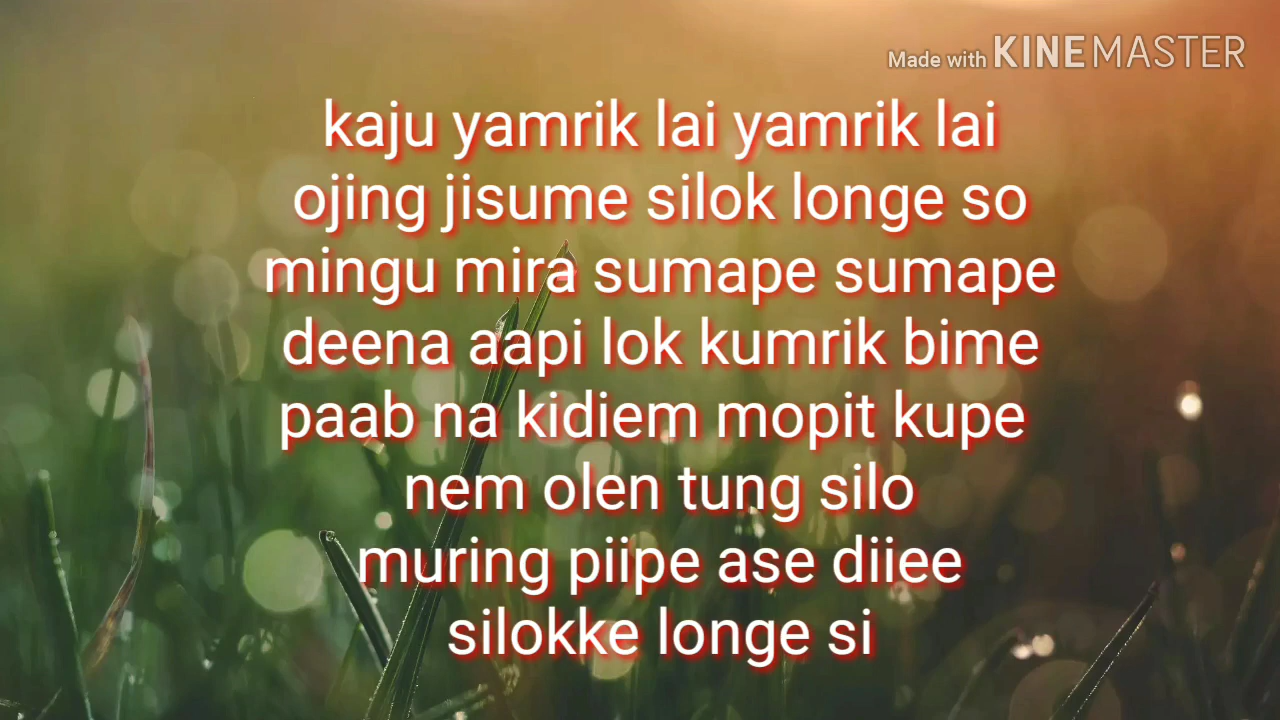 Made with KINEMASTER
kaju yamrik lai yamrik lai
ojing jisume silok longe so
mingu mira sumape sumape
deena aapi lok kumrik bime
paab na kidiem mopit kupe
nem olen tung silo
muring piipe ase diiee
silokke longe si